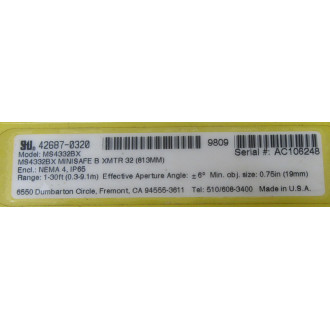 42687-0320
Model: MS4332BX
MS4332BX MINISAFE B XMTR 32 (813MM)
9809
Serial #: AC106248
Encl.: NEMA 4, IP65
Range: 1-30ft (0.3-9.1m) Effective Aperture Angle: ±6° Min. obj. size: 0.75in (19mm)
6550 Dumbarton Circle, Fremont, CA 94555-3611 Tel: 510/608-3400 Made in U.S.A.